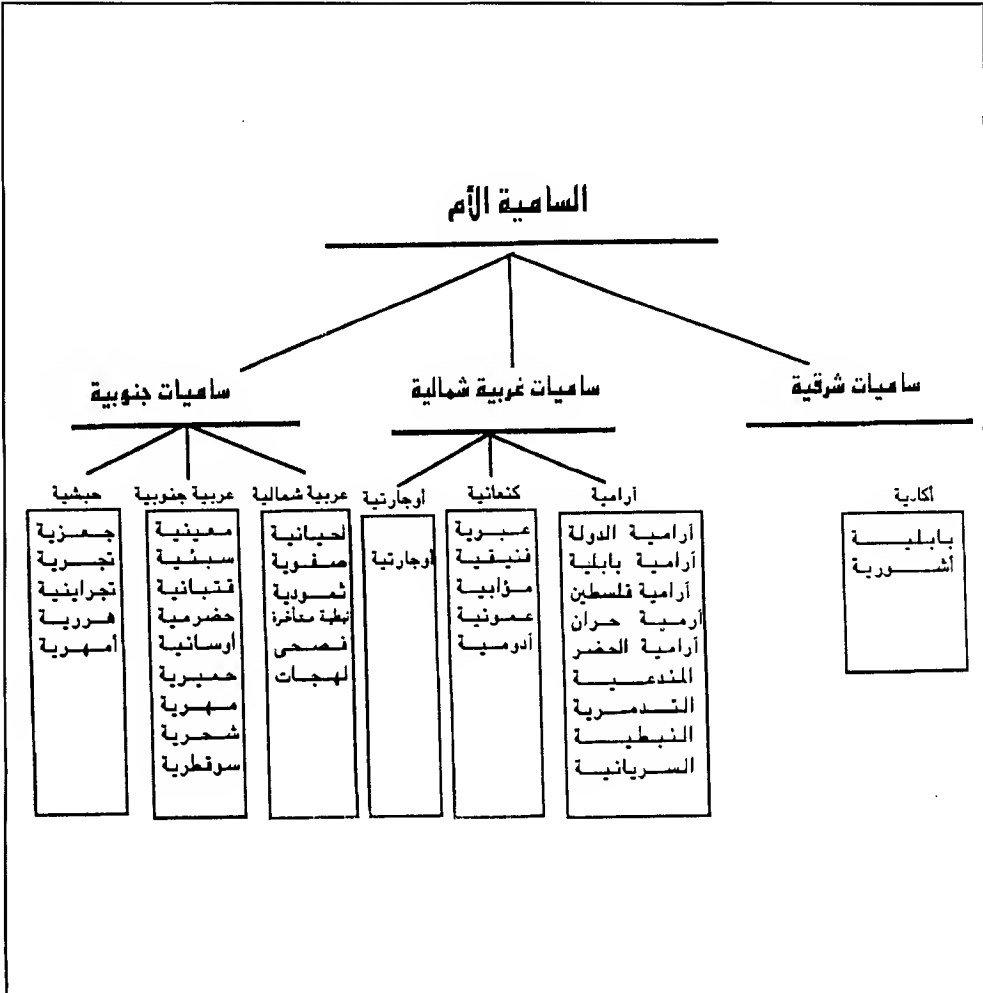 السامية الأم
ساميات شرقية
ساميات غربية شمالية
ساميات جنوبية
أكادية
بابلية
أشورية
آرامية
آرامية الدولة
آرامية بابلية
آرامية فلسطين
أرمية حران
آرامية الحضر
المندعية
التدمرية
النبطية
السريانية
كنعانية
عبرية
فنيقية
مؤابية
عمونية
أدومية
أوجارتية
أوجارتية
عربية شمالية
لحيانية
صفوية
ثمودية
نبطية متأخرة
فصحى
لهجات
عربية جنوبية
معينية
سبئية
قتبانية
حضرمية
أوسانية
حميرية
مهرية
شحرية
سوقطرية
حبشية
جعزية
تجرية
تجراينية
هررية
أمهرية